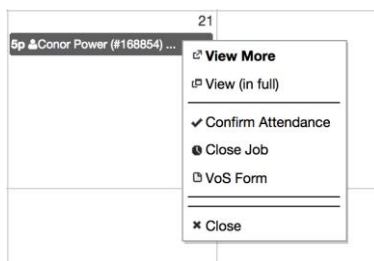 21
5p Conor Power (#168854) ...
View More
View (in full)
Confirm Attendance
Close Job
VoS Form
Close